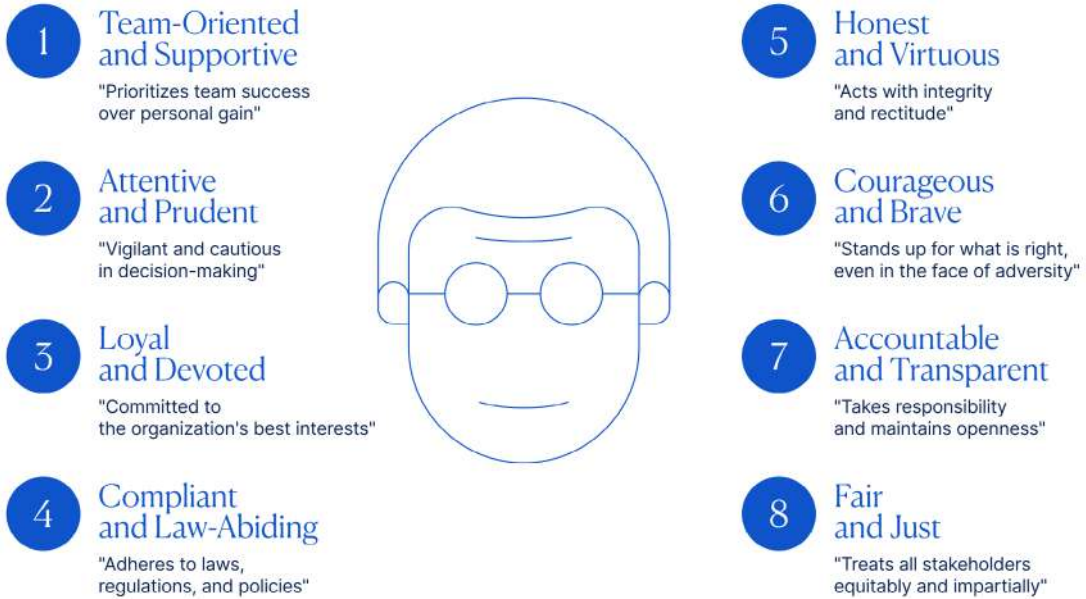 1
Team-Oriented
and Supportive
"Prioritizes team success
over personal gain"
2
Attentive
and Prudent
"Vigilant and cautious
in decision-making"
3
Loyal
and Devoted
"Committed to
the organization's best interests"
4
Compliant
and Law-Abiding
"Adheres to laws,
regulations, and policies"
5
Honest
and Virtuous
"Acts with integrity
and rectitude"
6
Courageous
and Brave
"Stands up for what is right,
even in the face of adversity"
7
Accountable
and Transparent
"Takes responsibility
and maintains openness"
8
Fair
and Just
"Treats all stakeholders
equitably and impartially"